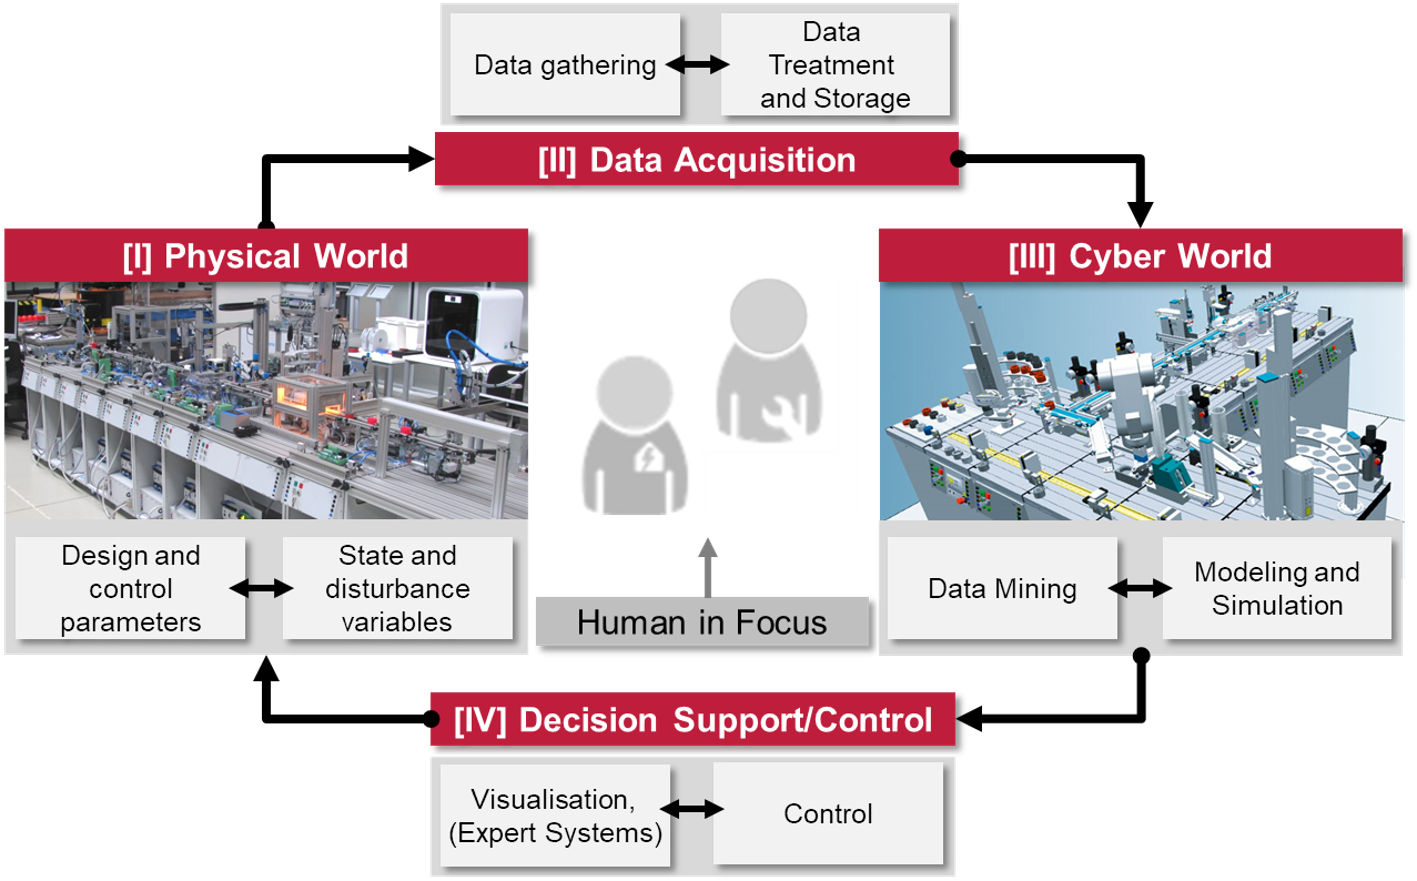 Data gathering
Data
Treatment
and Storage
[II] Data Acquisition
[I] Physical World
[III] Cyber World
Design and
control
parameters
State and
disturbance
variables
Human in Focus
Data Mining
Modeling and
Simulation
[IV] Decision Support/Control
Visualisation,
(Expert Systems)
Control